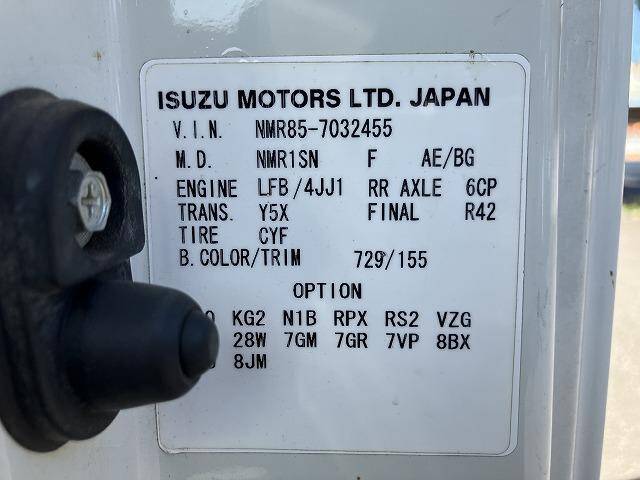 ISUZU MOTORS LTD. JAPAN
V.I.N. NMR85-7032455
M.D. NMR1SN F AE/BG
ENGINE LFB/4JJ1 RR AXLE 6CP
TRANS. Y5X FINAL R42
TIRE CYF
B.COLOR/TRIM 729/155
OPTION
KG2 N1B RPX RS2 VZG
28W 7GM 7GR 7VP 8BX
8JM